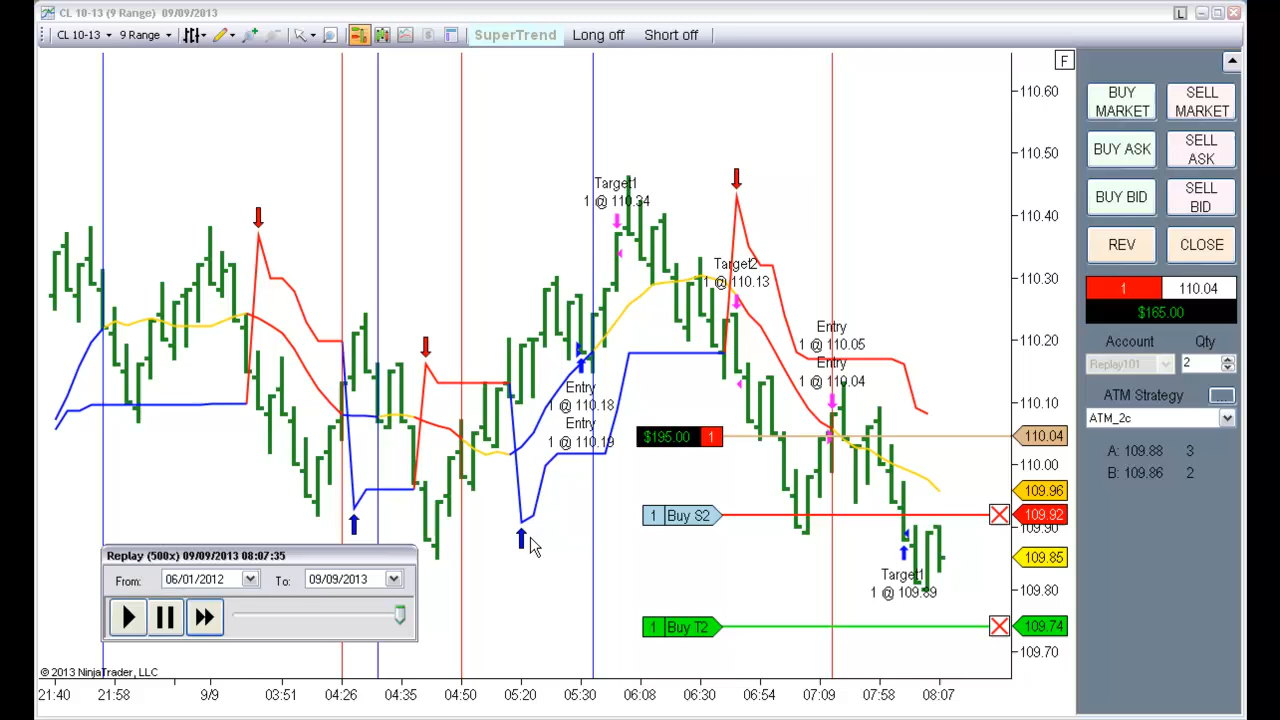 CL 10-13 (9 Range) 09/09/2013
L
CL 10-13 9 Range SuperTrend Long off Short off
F
110.60
110.50
110.40
110.30
110.20
110.10
110.04
110.00
109.96
109.92
109.90
109.85
109.80
109.74
109.70
Target1
1 @ 110.34
Target2
1 @ 110.13
Entry
1 @ 110.05
Entry
1 @ 110.04
Entry
1 @ 110.18
Entry
1 @ 110.19
$195.00 1
1 Buy S2
Target1
1 @ 109.89
1 Buy T2
Replay (500x) 09/09/2013 08:07:35
From: 06/01/2012 To: 09/09/2013
© 2013 NinjaTrader, LLC
21:40 21:58 9/9 03:51 04:26 04:35 04:50 05:20 05:30 06:08 06:30 06:54 07:09 07:58 08:07
BUY MARKET
SELL MARKET
BUY ASK
SELL ASK
BUY BID
SELL BID
REV
CLOSE
1 110.04
$165.00
Account Qty
Replay101 2
ATM Strategy ...
ATM_2c
A: 109.88 3
B: 109.86 2